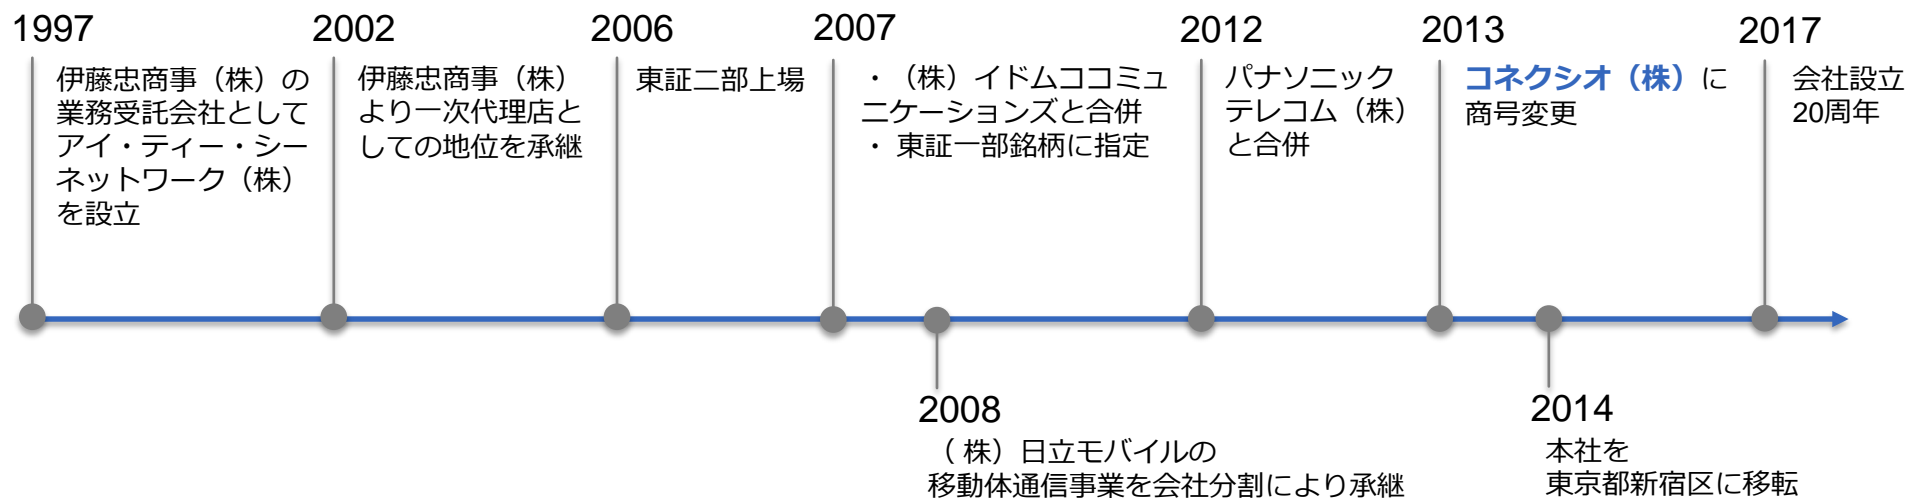 1997
伊藤忠商事（株）の
業務受託会社として
アイ・ティー・シー
ネットワーク（株）
を設立
2002
伊藤忠商事（株）
より一次代理店と
しての地位を承継
2006
東証二部上場
2007
・（株）イドムココミュ
ニケーションズと合併
・ 東証一部銘柄に指定
2008
（ 株）日立モバイルの
移動体通信事業を会社分割により承継
2012
パナソニック
テレコム（株）
と合併
2013
コネクシオ（株）に
商号変更
2014
本社を
東京都新宿区に移転
2017
会社設立
20周年